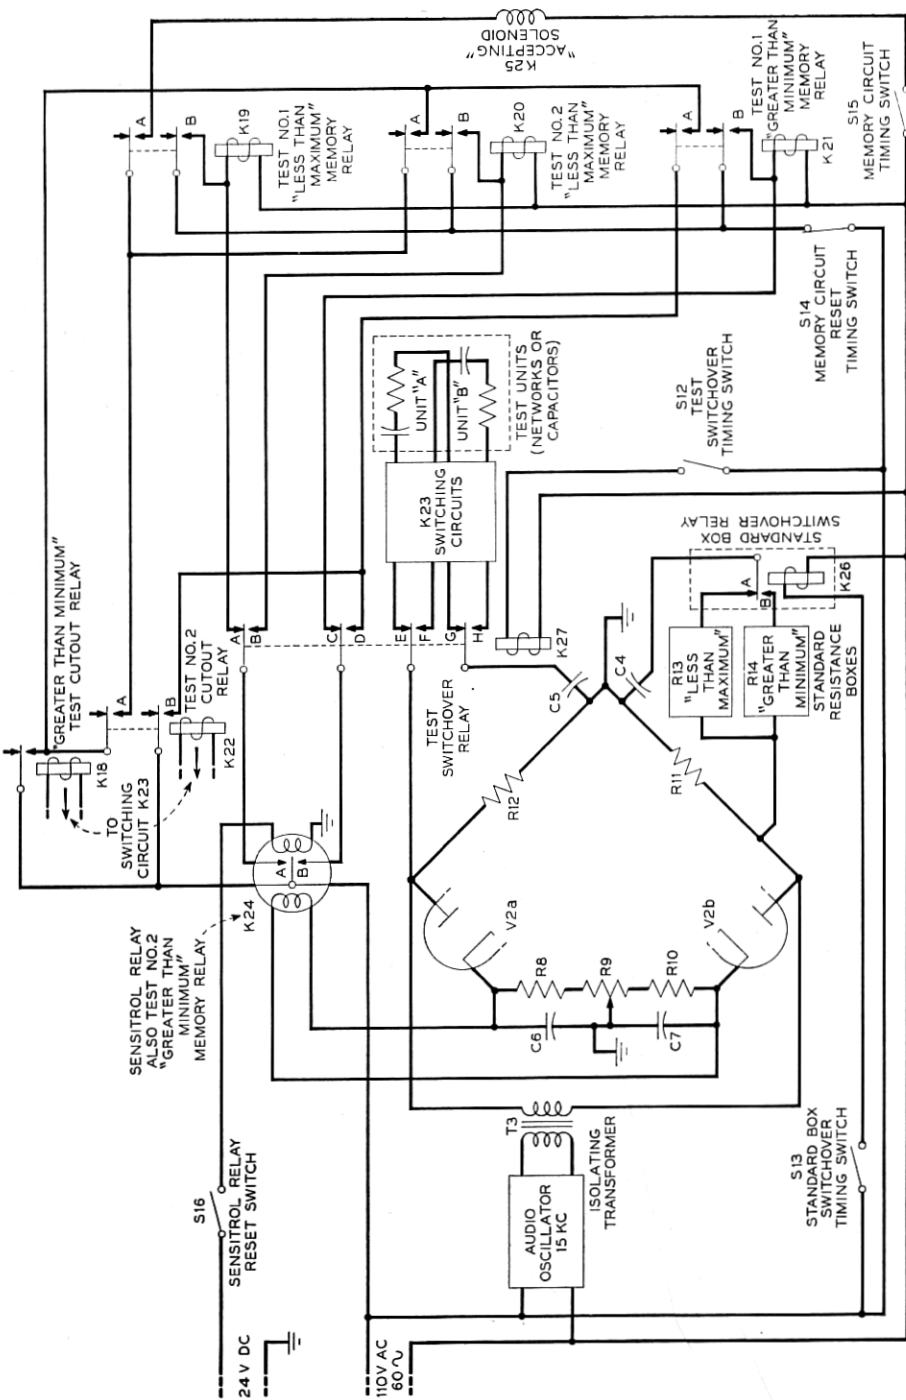 K25
"ACCEPTING"
SOLENOID
A
B
K19
TEST NO.1
"LESS THAN
MAXIMUM"
MEMORY
RELAY
A
B
K20
TEST NO.2
"LESS THAN
MAXIMUM"
MEMORY
RELAY
A
B
TEST NO.1
"GREATER THAN
MINIMUM"
MEMORY
RELAY
K21
S15
MEMORY CIRCUIT
TIMING SWITCH
S14
MEMORY CIRCUIT
RESET
TIMING SWITCH
"GREATER THAN MINIMUM"
TEST CUTOUT RELAY
K18
A
B
TEST NO.2
CUTOUT
RELAY
K22
TO
SWITCHING
CIRCUIT K23
A
B
C
D
E
F
G
H
TEST
SWITCHOVER
RELAY
K27
K23
SWITCHING
CIRCUITS
UNIT "A"
UNIT "B"
TEST UNITS
(NETWORKS OR
CAPACITORS)
S12
TEST
SWITCHOVER
TIMING SWITCH
STANDARD BOX
SWITCHOVER RELAY
A
B
K26
R13
"LESS
THAN
MAXIMUM"
R14
"GREATER
THAN
MINIMUM"
STANDARD
RESISTANCE
BOXES
C5
C4
R12
R11
SENSITROL RELAY
ALSO TEST NO.2
"GREATER THAN
MINIMUM"
MEMORY RELAY
K24
A
B
V2a
V2b
R8
R9
R10
C6
C7
T3
ISOLATING
TRANSFORMER
AUDIO
OSCILLATOR
15 KC
S16
SENSITROL RELAY
RESET SWITCH
S13
STANDARD BOX
SWITCHOVER
TIMING SWITCH
24 V DC
110V AC
60 ~